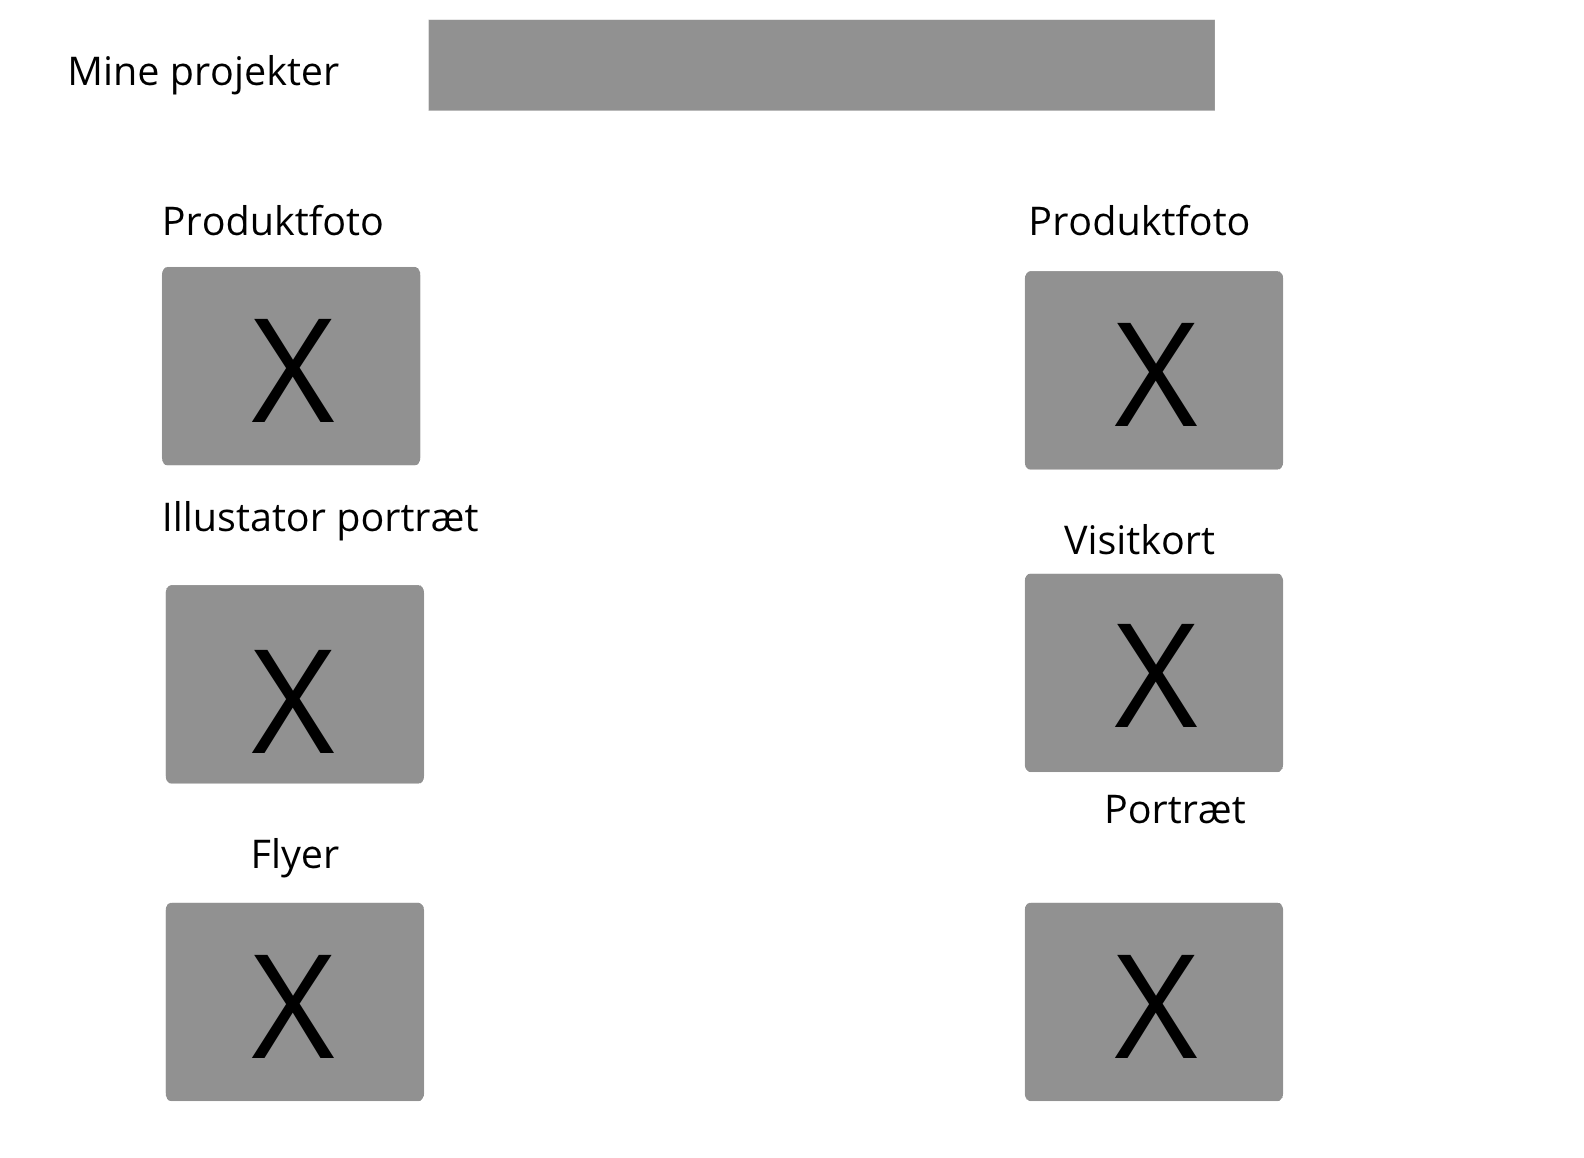 Mine projekter
Produktfoto
Produktfoto
X
X
Illustator portræt
Visitkort
X
X
Flyer
Portræt
X
X